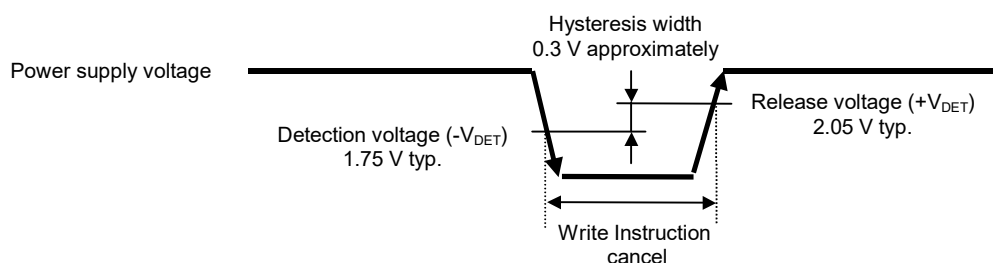 Hysteresis width
0.3 V approximately
Power supply voltage
Release voltage (+VDET)
2.05 V typ.
Detection voltage (-VDET)
1.75 V typ.
Write Instruction
cancel